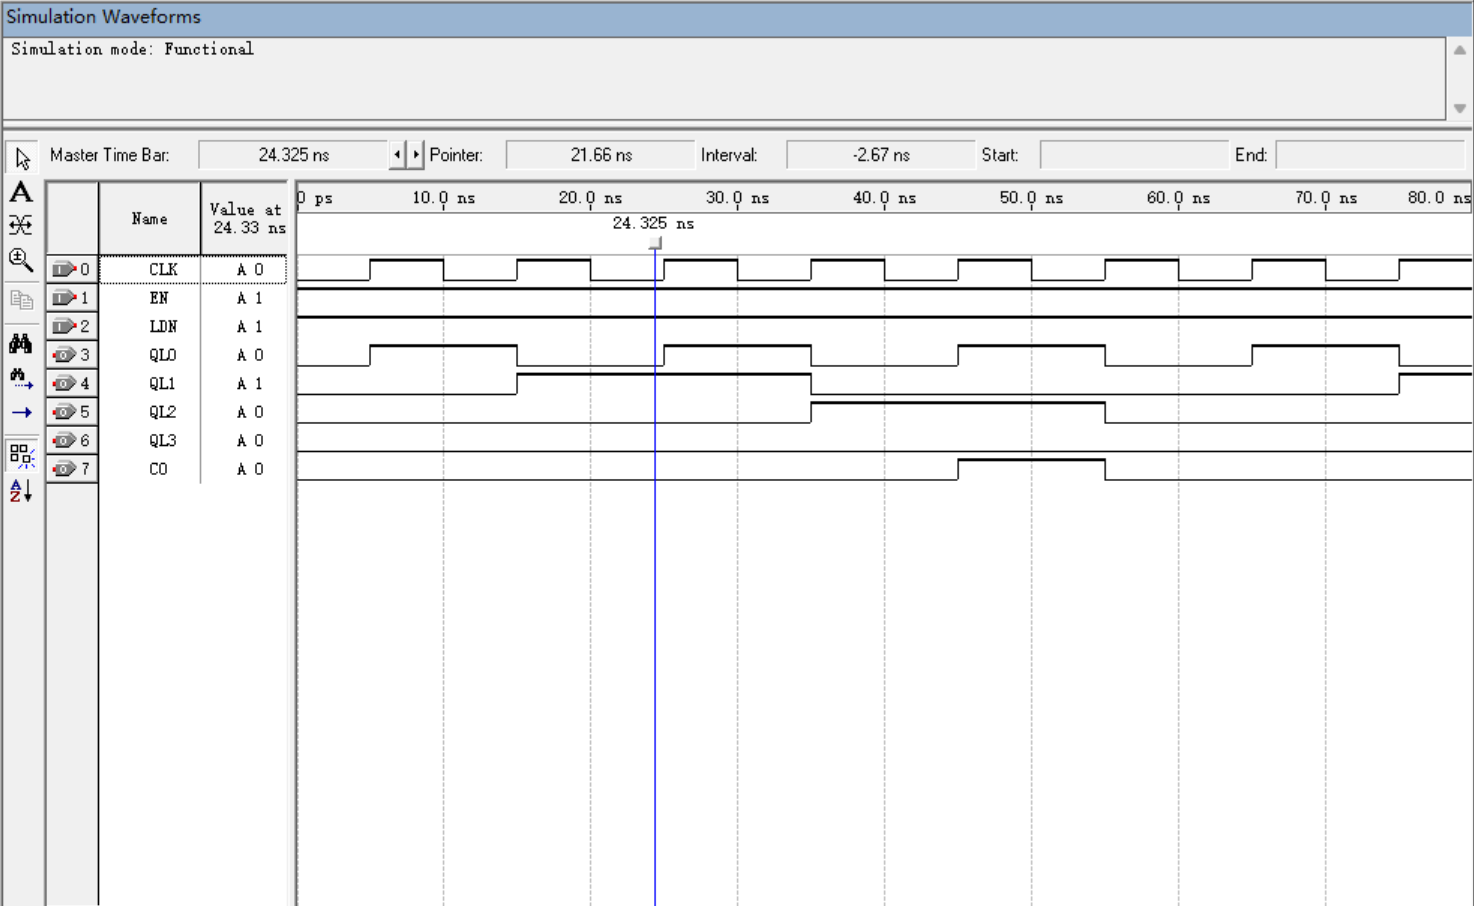 Simulation Waveforms
Simulation mode: Functional
Master Time Bar: 24.325 ns Pointer: 21.66 ns Interval: -2.67 ns Start: End:
Name Value at 24.33 ns 0 ps 10.0 ns 20.0 ns 30.0 ns 40.0 ns 50.0 ns 60.0 ns 70.0 ns 80.0 ns
24.325 ns
0 CLK A 0
1 EN A 1
2 LDN A 1
3 QL0 A 0
4 QL1 A 1
5 QL2 A 0
6 QL3 A 0
7 CO A 0